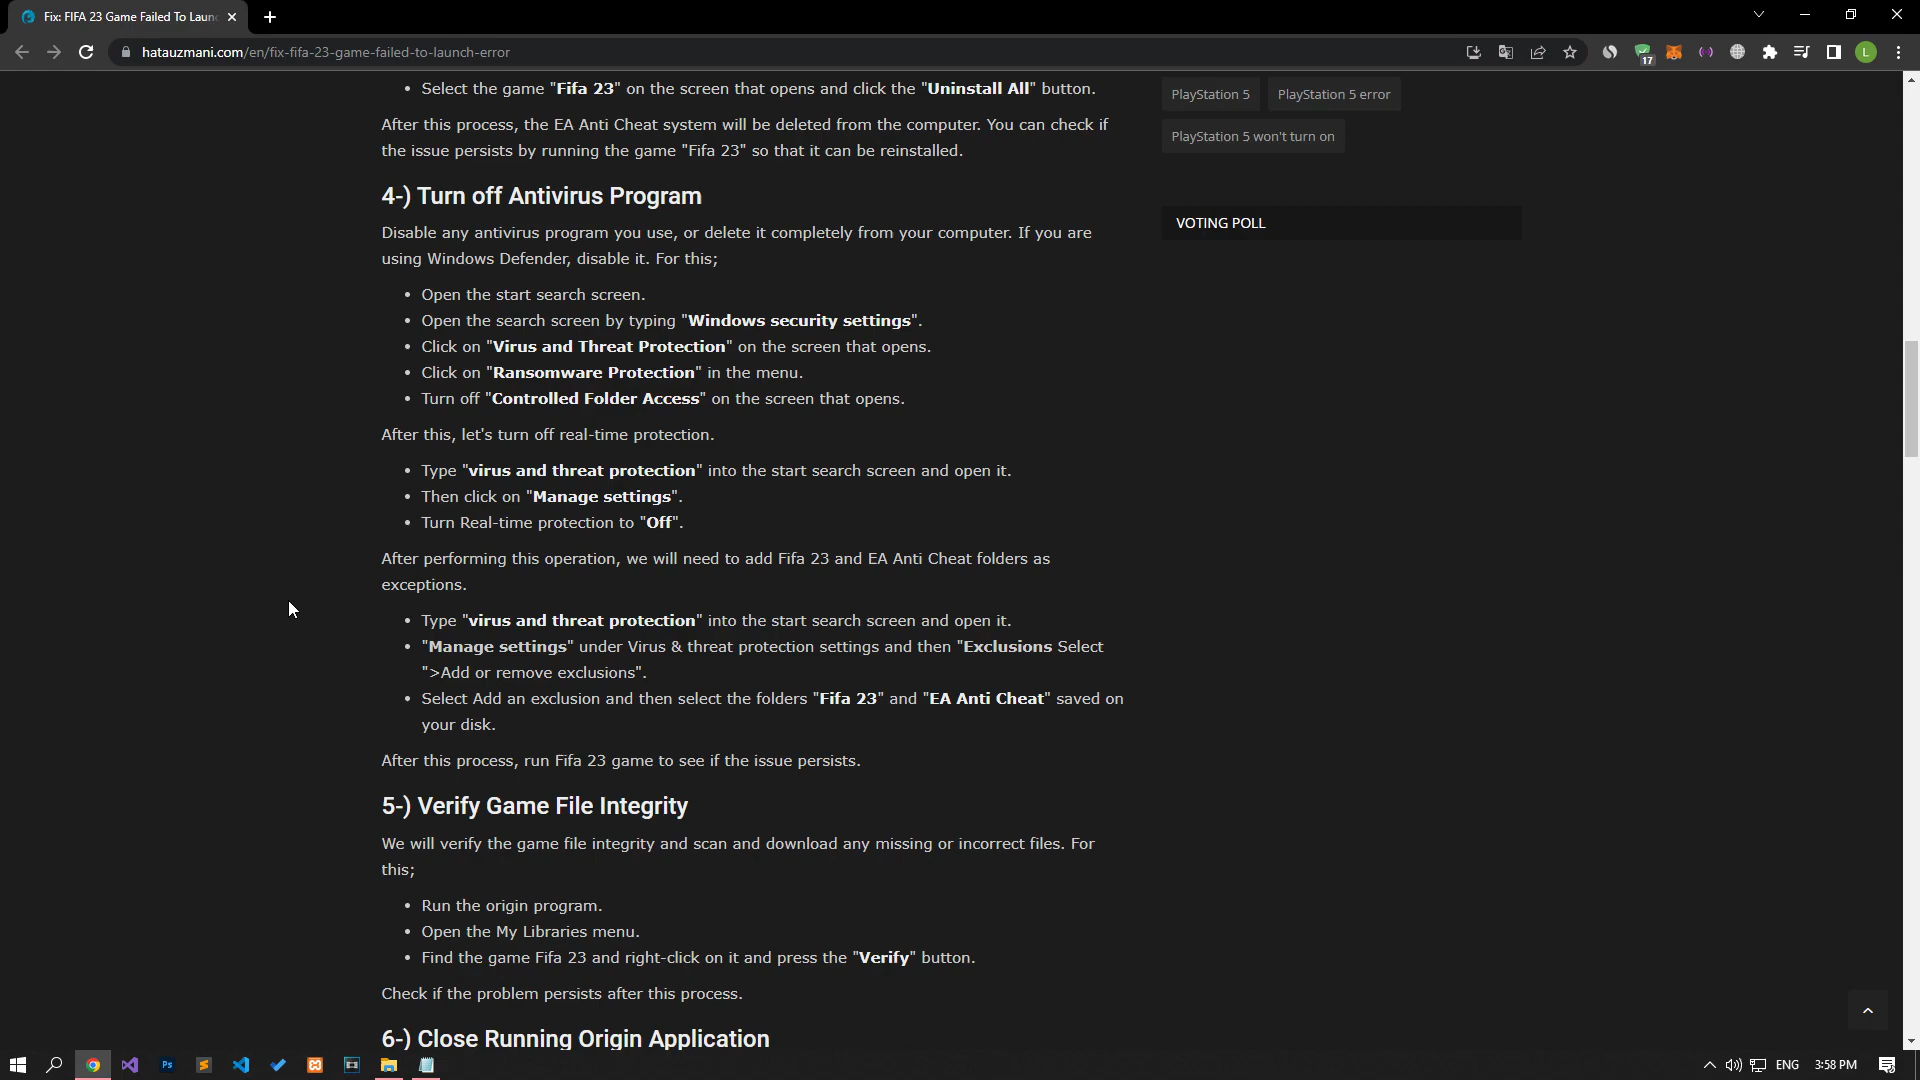 Fix: FIFA 23 Game Failed To Laun
hatauzmani.com/en/fix-fifa-23-game-failed-to-launch-error
17
L
Select the game "Fifa 23" on the screen that opens and click the "Uninstall All" button.
After this process, the EA Anti Cheat system will be deleted from the computer. You can check if
the issue persists by running the game "Fifa 23" so that it can be reinstalled.
4-) Turn off Antivirus Program
Disable any antivirus program you use, or delete it completely from your computer. If you are
using Windows Defender, disable it. For this;
Open the start search screen.
Open the search screen by typing "Windows security settings".
Click on "Virus and Threat Protection" on the screen that opens.
Click on "Ransomware Protection" in the menu.
Turn off "Controlled Folder Access" on the screen that opens.
After this, let's turn off real-time protection.
Type "virus and threat protection" into the start search screen and open it.
Then click on "Manage settings".
Turn Real-time protection to "Off".
After performing this operation, we will need to add Fifa 23 and EA Anti Cheat folders as
exceptions.
Type "virus and threat protection" into the start search screen and open it.
"Manage settings" under Virus & threat protection settings and then "Exclusions Select
">Add or remove exclusions".
Select Add an exclusion and then select the folders "Fifa 23" and "EA Anti Cheat" saved on
your disk.
After this process, run Fifa 23 game to see if the issue persists.
5-) Verify Game File Integrity
We will verify the game file integrity and scan and download any missing or incorrect files. For
this;
Run the origin program.
Open the My Libraries menu.
Find the game Fifa 23 and right-click on it and press the "Verify" button.
Check if the problem persists after this process.
6-) Close Running Origin Application
PlayStation 5
PlayStation 5 error
PlayStation 5 won't turn on
VOTING POLL
Ps
ENG
3:58 PM